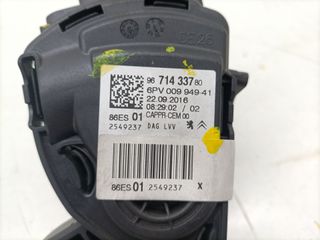 96 714 337 80
6PV 009 949-41
22.09.2016
08:29:02 / 02
CAPPR-CEM 00
86ES 01
2549237 DAG LVV
86ES 01 2549237 X